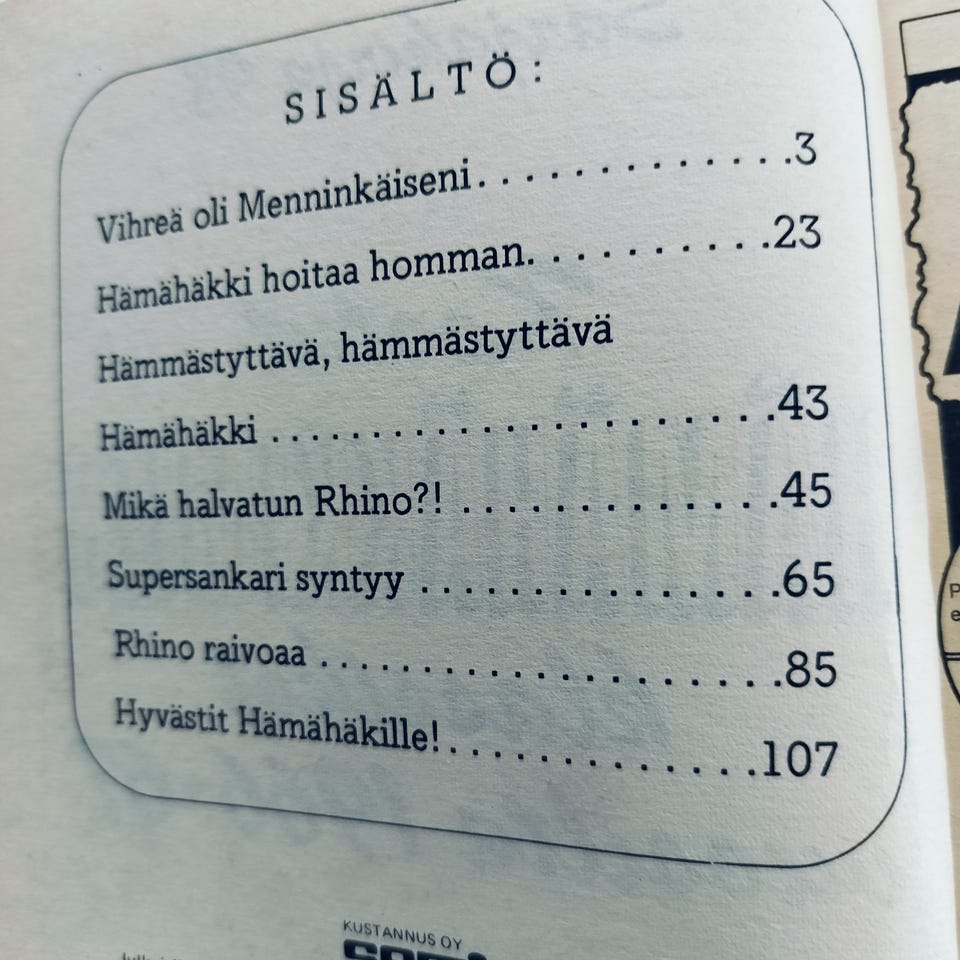 SISÄLTÖ:
Vihreä oli Menninkäiseni.............3
Hämähäkki hoitaa homman..........23
Hämmästyttävä, hämmästyttävä
Hämähäkki .....................43
Mikä halvatun Rhino?! .............45
Supersankari syntyy ...............65
Rhino raivoaa ...................85
Hyvästit Hämähäkille!.............107
KUSTANNUS OY